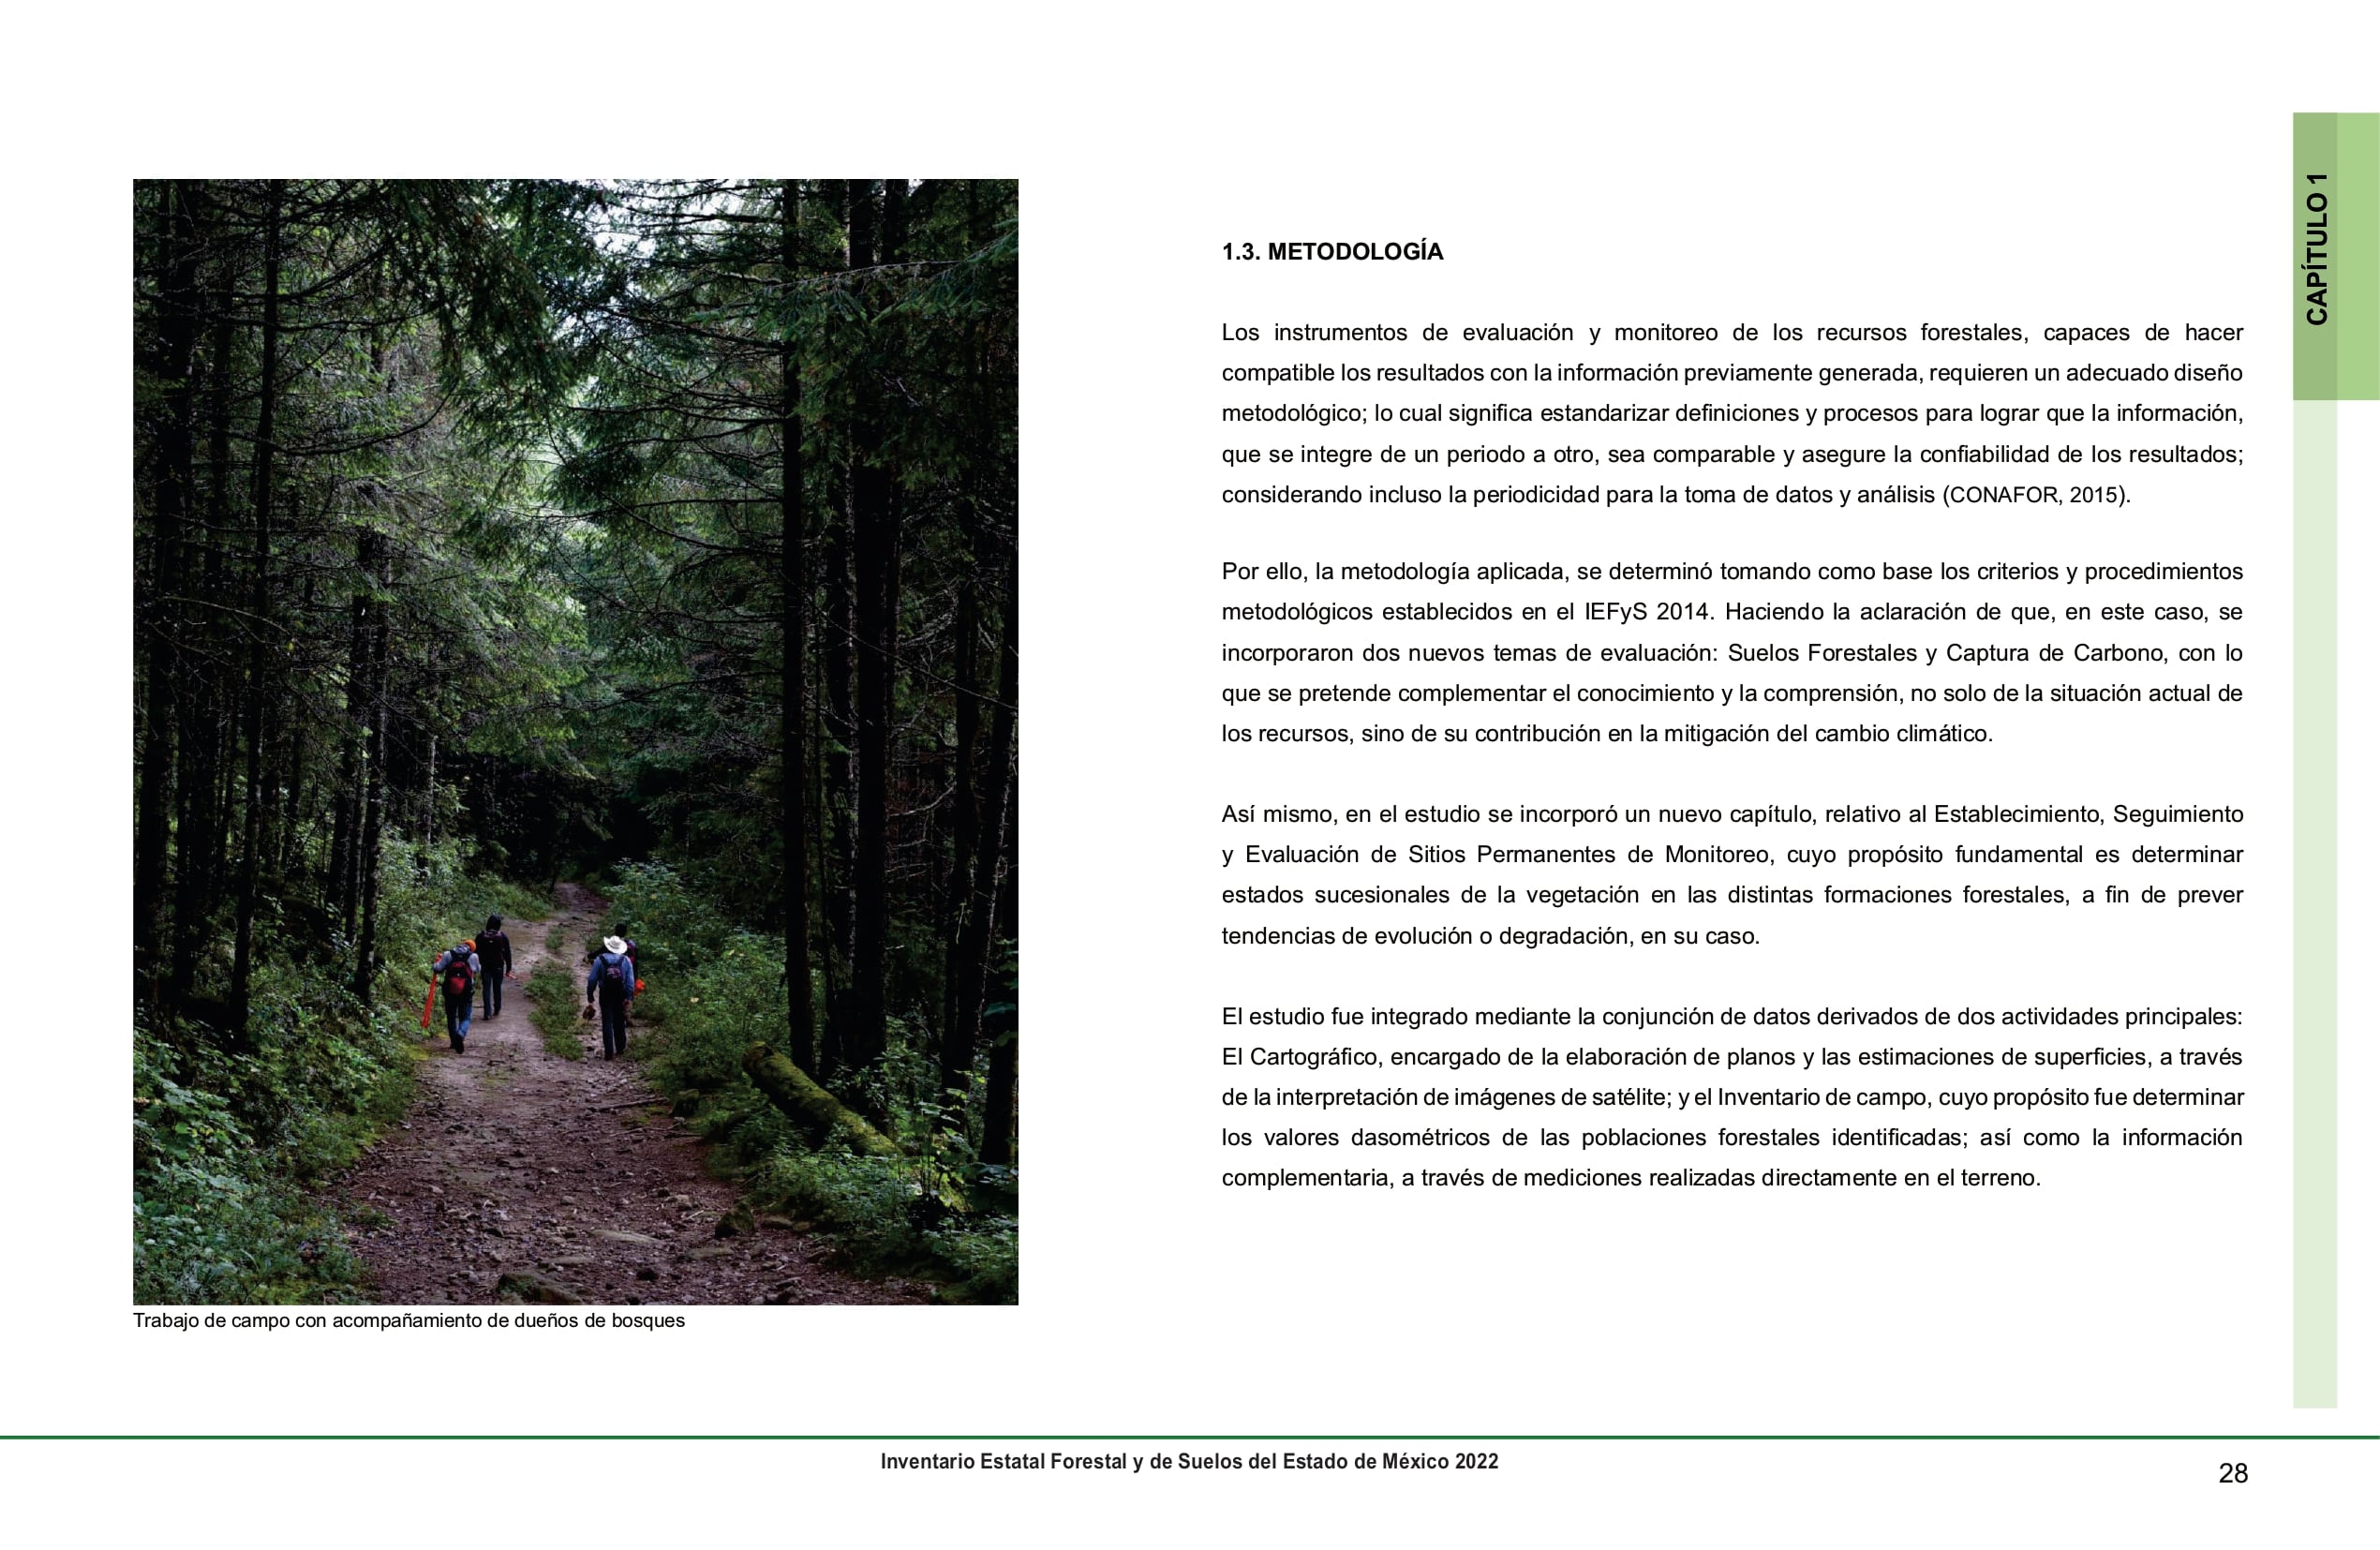 CAPÍTULO 1
1.3. METODOLOGÍA
Los instrumentos de evaluación y monitoreo de los recursos forestales, capaces de hacer
compatible los resultados con la información previamente generada, requieren un adecuado diseño
metodológico; lo cual significa estandarizar definiciones y procesos para lograr que la información,
que se integre de un periodo a otro, sea comparable y asegure la confiabilidad de los resultados;
considerando incluso la periodicidad para la toma de datos y análisis (CONAFOR, 2015).
Por ello, la metodología aplicada, se determinó tomando como base los criterios y procedimientos
metodológicos establecidos en el IEFyS 2014. Haciendo la aclaración de que, en este caso, se
incorporaron dos nuevos temas de evaluación: Suelos Forestales y Captura de Carbono, con lo
que se pretende complementar el conocimiento y la comprensión, no solo de la situación actual de
los recursos, sino de su contribución en la mitigación del cambio climático.
Así mismo, en el estudio se incorporó un nuevo capítulo, relativo al Establecimiento, Seguimiento
y Evaluación de Sitios Permanentes de Monitoreo, cuyo propósito fundamental es determinar
estados sucesionales de la vegetación en las distintas formaciones forestales, a fin de prever
tendencias de evolución o degradación, en su caso.
El estudio fue integrado mediante la conjunción de datos derivados de dos actividades principales:
El Cartográfico, encargado de la elaboración de planos y las estimaciones de superficies, a través
de la interpretación de imágenes de satélite; y el Inventario de campo, cuyo propósito fue determinar
los valores dasométricos de las poblaciones forestales identificadas; así como la información
complementaria, a través de mediciones realizadas directamente en el terreno.
Trabajo de campo con acompañamiento de dueños de bosques
Inventario Estatal Forestal y de Suelos del Estado de México 2022
28